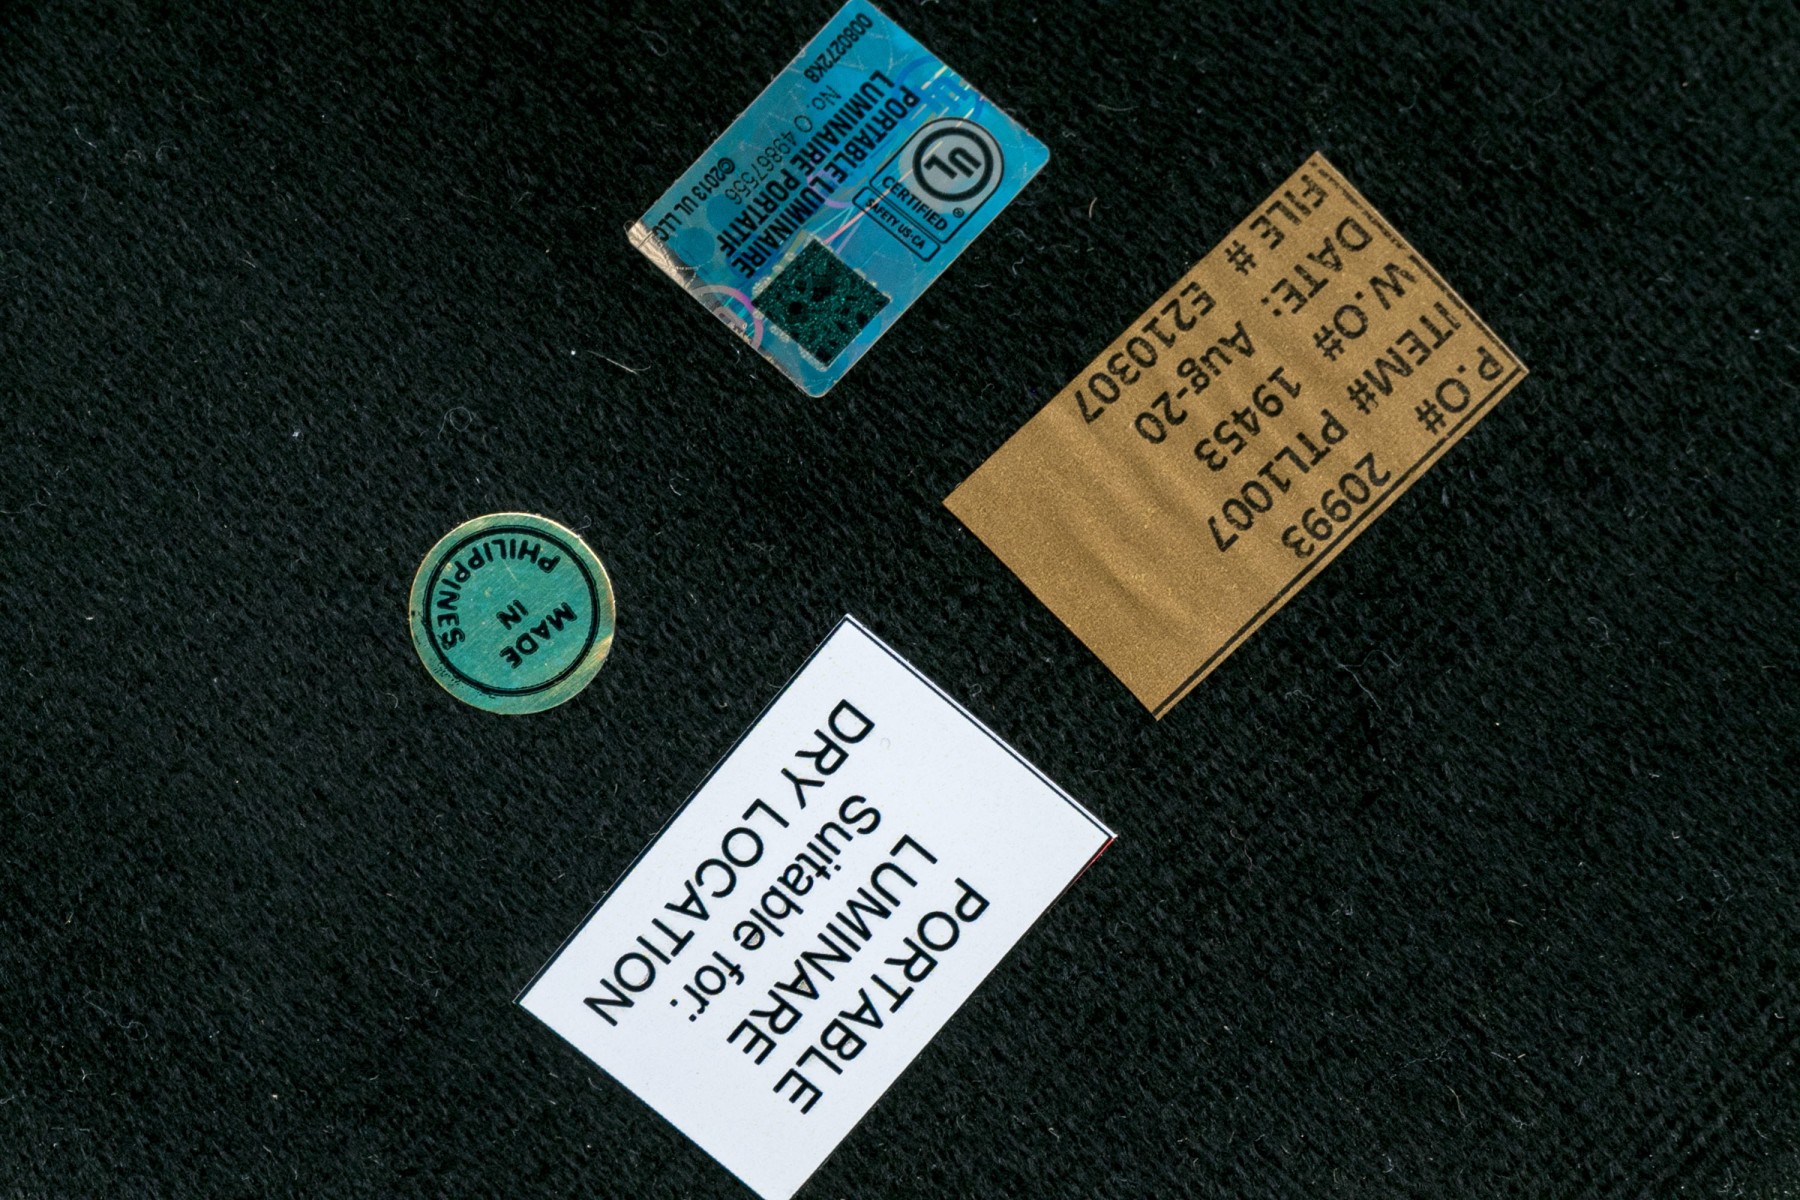 PORTABLE LUMINAIRE
LUMINAIRE PORTATIF
No. O 49867556
0080272KB
©2013 UL LLC
UL
®
CERTIFIED
SAFETY US-CA
P.O# 20993
ITEM# PTL1007
W.O# 19453
DATE: Aug-20
FILE # E210307
MADE
IN
PHILIPPINES
PORTABLE
LUMINARE
Suitable for:
DRY LOCATION